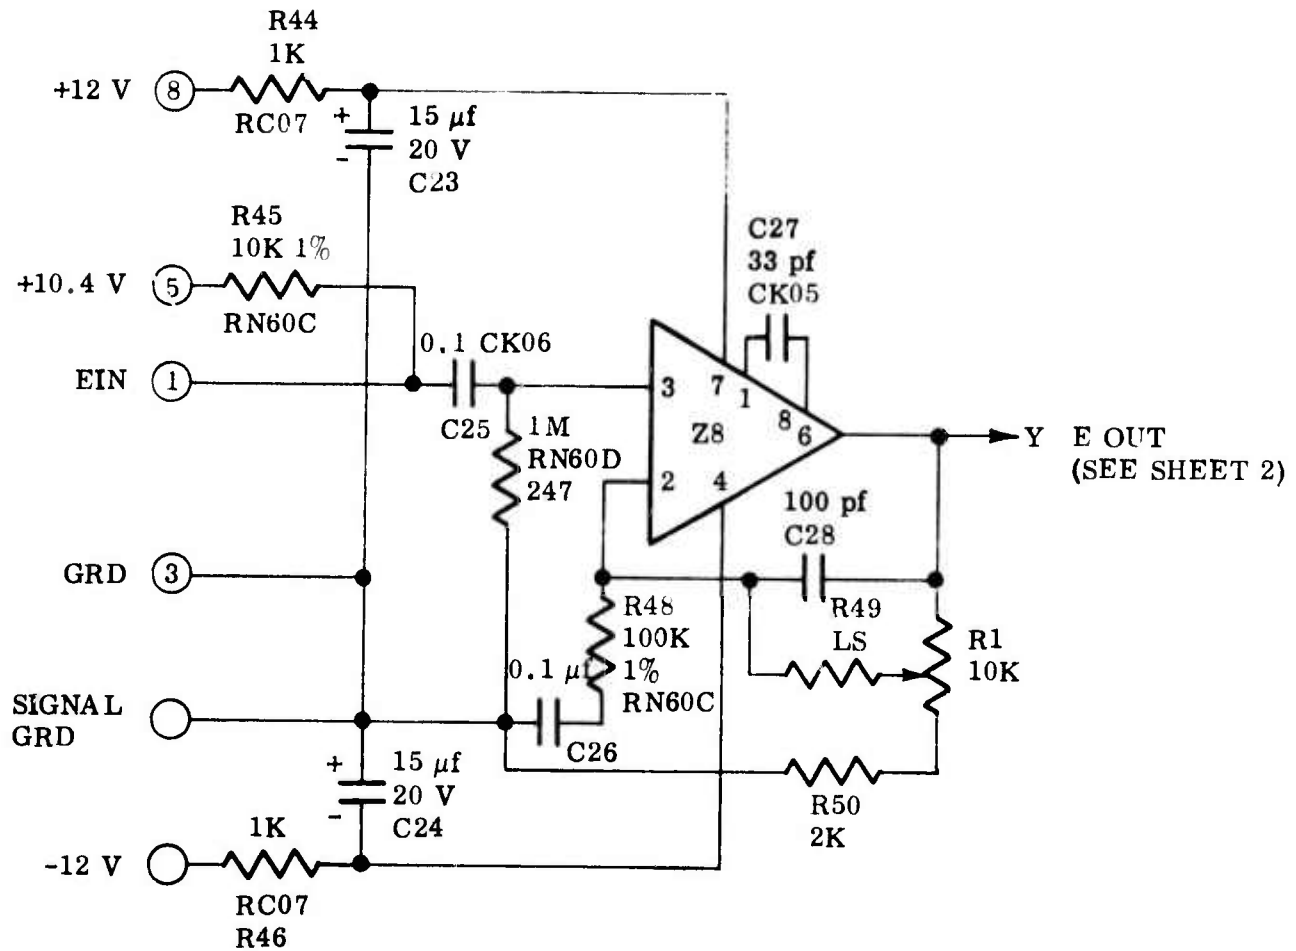 R44
1K
+12 V 8
RC07
+
15 μf
20 V
-
C23
R45
10K 1%
+10.4 V 5
RN60C
C27
33 pf
CK05
0.1 CK06
EIN 1
C25
3 7 1
Z8 8 6
2 4
1M
RN60D
247
Y E OUT
(SEE SHEET 2)
100 pf
C28
GRD 3
R48
100K
1%
RN60C
R49
LS
R1
10K
0.1 μf
C26
SIGNAL
GRD
+
15 μf
20 V
-
C24
R50
2K
1K
-12 V
RC07
R46